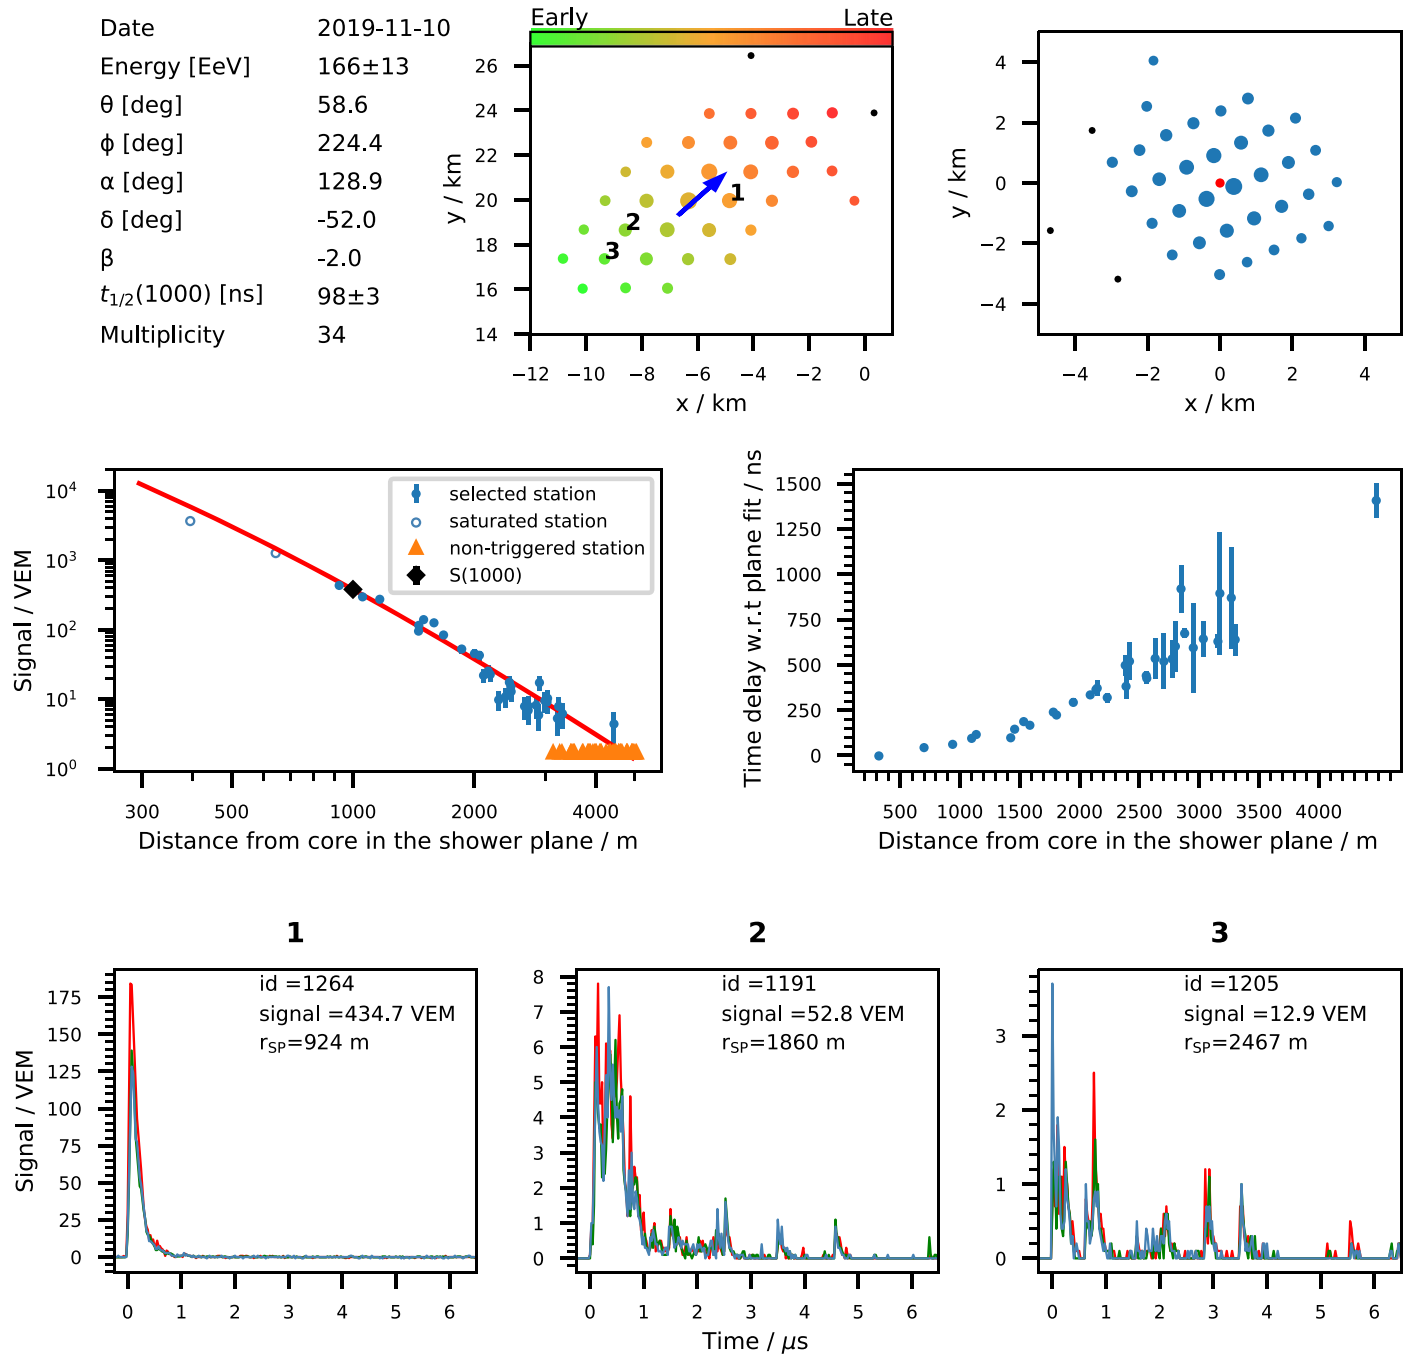 Date 2019-11-10
Energy [EeV] 166±13
θ [deg] 58.6
ϕ [deg] 224.4
α [deg] 128.9
δ [deg] -52.0
β -2.0
t1/2(1000) [ns] 98±3
Multiplicity 34
Early Late
26
24
22
20
18
16
14
y / km
1
2
3
−12 −10 −8 −6 −4 −2 0
x / km
4
2
0
−2
−4
y / km
−4 −2 0 2 4
x / km
10^4
10^3
10^2
10^1
10^0
Signal / VEM
selected station
saturated station
non-triggered station
S(1000)
300 500 1000 2000 4000
Distance from core in the shower plane / m
Time delay w.r.t plane fit / ns
1500
1250
1000
750
500
250
0
500 1000 1500 2000 2500 3000 4000
Distance from core in the shower plane / m
1
id =1264
signal =434.7 VEM
rSP=924 m
175
150
125
100
75
50
25
0
Signal / VEM
0 1 2 3 4 5 6
2
id =1191
signal =52.8 VEM
rSP=1860 m
8
7
6
5
4
3
2
1
0
0 1 2 3 4 5 6
Time / μs
3
id =1205
signal =12.9 VEM
rSP=2467 m
3
2
1
0
0 1 2 3 4 5 6